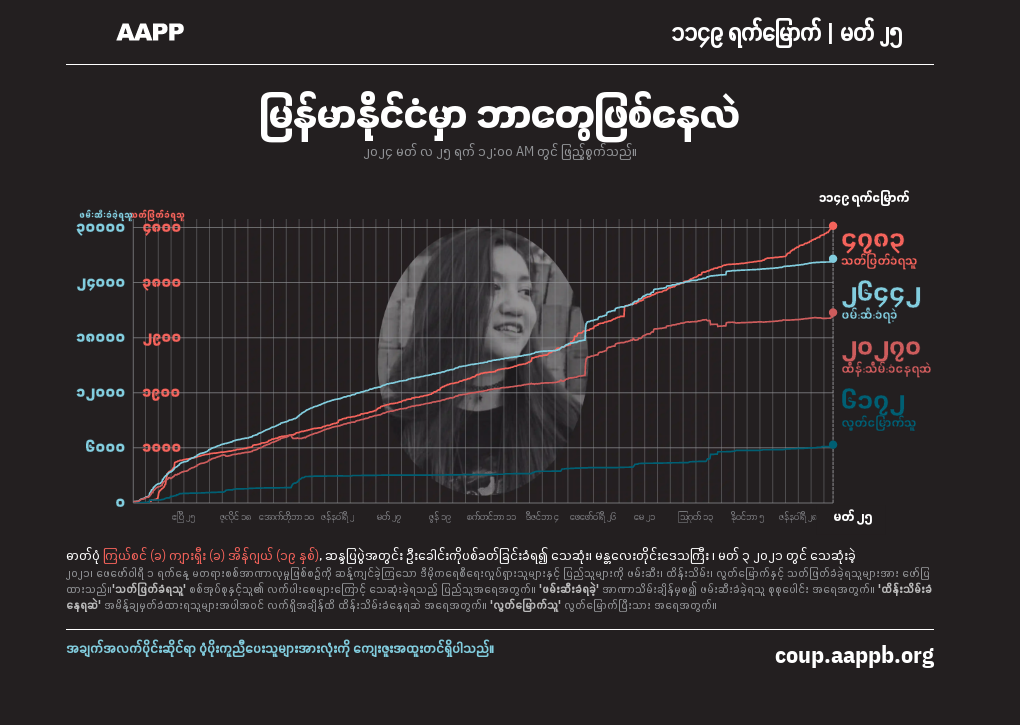 AAPP
၁၁၄၉ ရက်မြောက် | မတ် ၂၅
မြန်မာနိုင်ငံမှာ ဘာတွေဖြစ်နေလဲ
၂၀၂၄ မတ် လ ၂၅ ရက် ၁၂:၀၀ AM တွင် ဖြည့်စွက်သည်။
၁၁၄၉ ရက်မြောက်
ဖမ်းဆီးခံခဲ့ရသူ သတ်ဖြတ်ခံရသူ
၃၀၀၀၀ ၄၈၀၀
၂၄၀၀၀ ၃၈၀၀
၁၈၀၀၀ ၂၉၀၀
၁၂၀၀၀ ၁၉၀၀
၆၀၀၀ ၁၀၀၀
၀
၄၇၈၃
သတ်ဖြတ်ခံရသူ
၂၆၄၄၂
ဖမ်းဆီးခံရခဲ့
၂၀၂၇၀
ထိန်းသိမ်းခံနေရဆဲ
၆၁၇၂
လွတ်မြောက်သူ
ဧပြီ ၂၅ ဇူလိုင် ၁၈ အောက်တိုဘာ ၁၀ ဇန်နဝါရီ ၂ မတ် ၂၇ ဇွန် ၁၉ စက်တင်ဘာ ၁၁ ဒီဇင်ဘာ ၄ ဖေဖော်ဝါရီ ၂၆ မေ ၂၁ ဩဂုတ် ၁၃ နိုဝင်ဘာ ၅ ဇန်နဝါရီ ၂၈ မတ် ၂၅
ဓာတ်ပုံ ကြယ်စင် (ခ) ကျားရှီး (ခ) အိန်ဂျယ် (၁၉ နှစ်)၊ ဆန္ဒပြပွဲအတွင်း ဦးခေါင်းကိုပစ်ခတ်ခြင်းခံရ၍ သေဆုံး၊ မန္တလေးတိုင်းဒေသကြီး ၊ မတ် ၃ ၂၀၂၁ တွင် သေဆုံးခဲ့
၂၀၂၁၊ ဖေဖော်ဝါရီ ၁ ရက်နေ့ မတရားစစ်အာဏာလုမှုဖြစ်စဉ်ကို ဆန့်ကျင်ခဲ့ကြသော ဒီမိုကရေစီရေးလှုပ်ရှားသူများနှင့် ပြည်သူများကို ဖမ်းဆီး၊ ထိန်းသိမ်း၊ လွတ်မြောက်နှင့် သတ်ဖြတ်ခံခဲ့ရသူများအား ဖော်ပြ
ထားသည်။'သတ်ဖြတ်ခံရသူ' စစ်အုပ်စုနှင့်သူ၏ လက်ပါးစေများကြောင့် သေဆုံးခဲ့ရသည့် ပြည်သူအရေအတွက်။ 'ဖမ်းဆီးခံရခဲ့' အာဏာသိမ်းချိန်မှစ၍ ဖမ်းဆီးခံခဲ့ရသူ စုစုပေါင်း အရေအတွက်။ 'ထိန်းသိမ်းခံ
နေရဆဲ' အမိန့်ချမှတ်ခံထားရသူများအပါအဝင် လက်ရှိအချိန်ထိ ထိန်းသိမ်းခံနေရဆဲ အရေအတွက်။ 'လွတ်မြောက်သူ' လွတ်မြောက်ပြီးသား အရေအတွက်။
အချက်အလက်ပိုင်းဆိုင်ရာ ပံ့ပိုးကူညီပေးသူများအားလုံးကို ကျေးဇူးအထူးတင်ရှိပါသည်။
coup.aappb.org